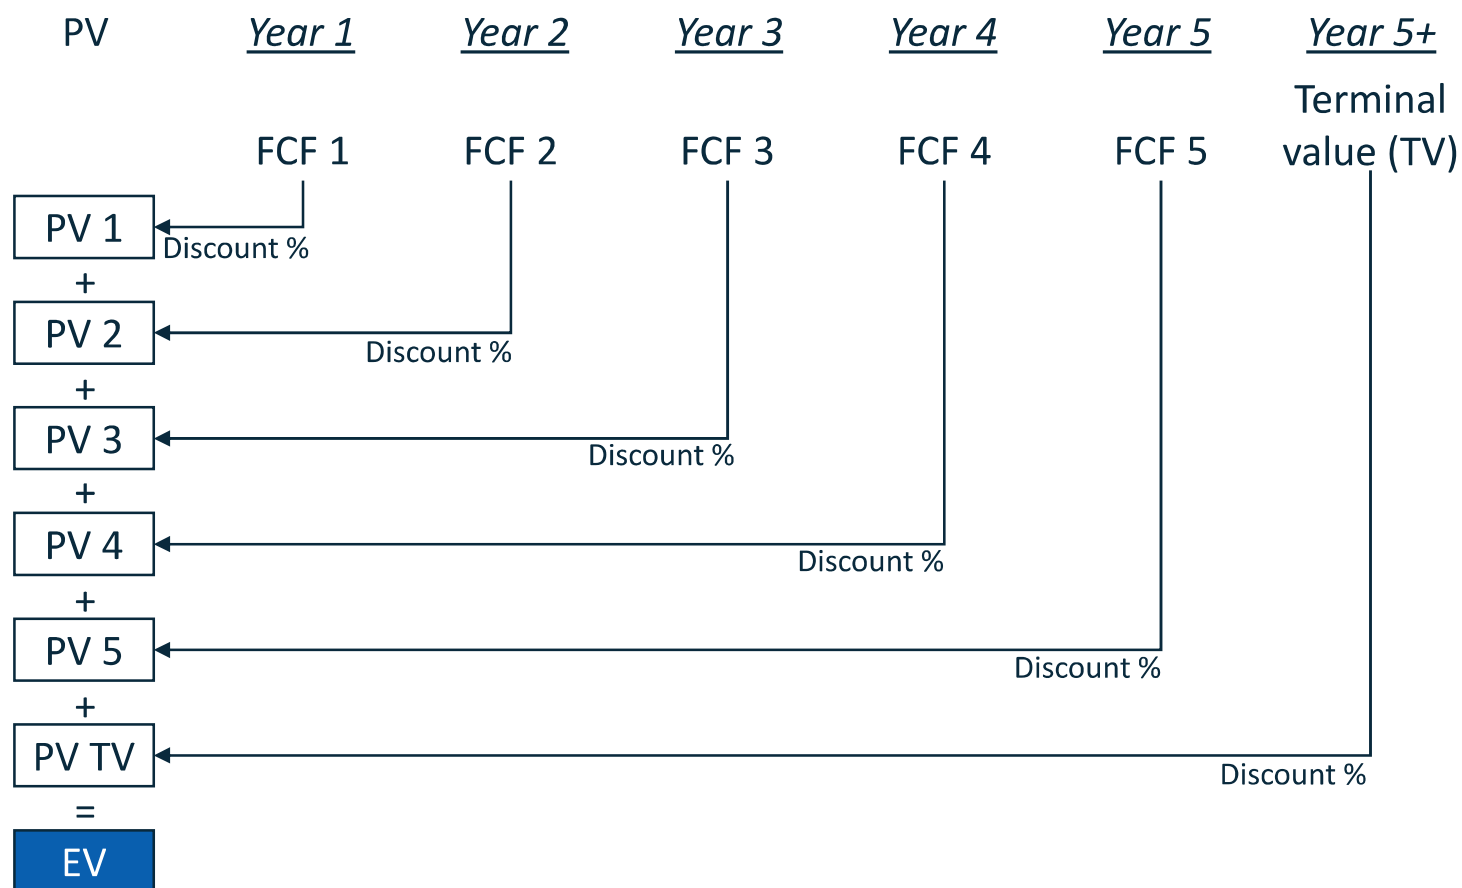 PV Year 1 Year 2 Year 3 Year 4 Year 5 Year 5+
Terminal
FCF 1 FCF 2 FCF 3 FCF 4 FCF 5 value (TV)
PV 1
Discount %
+
PV 2
Discount %
+
PV 3
Discount %
+
PV 4
Discount %
+
PV 5
Discount %
+
PV TV
Discount %
=
EV